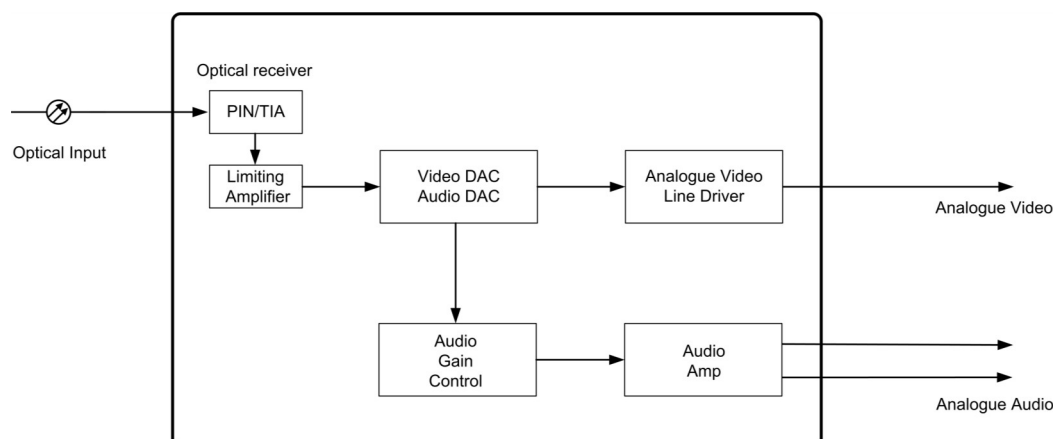 Optical receiver
PIN/TIA
Optical Input
Limiting
Amplifier
Video DAC
Audio DAC
Analogue Video
Line Driver
Analogue Video
Audio
Gain
Control
Audio
Amp
Analogue Audio